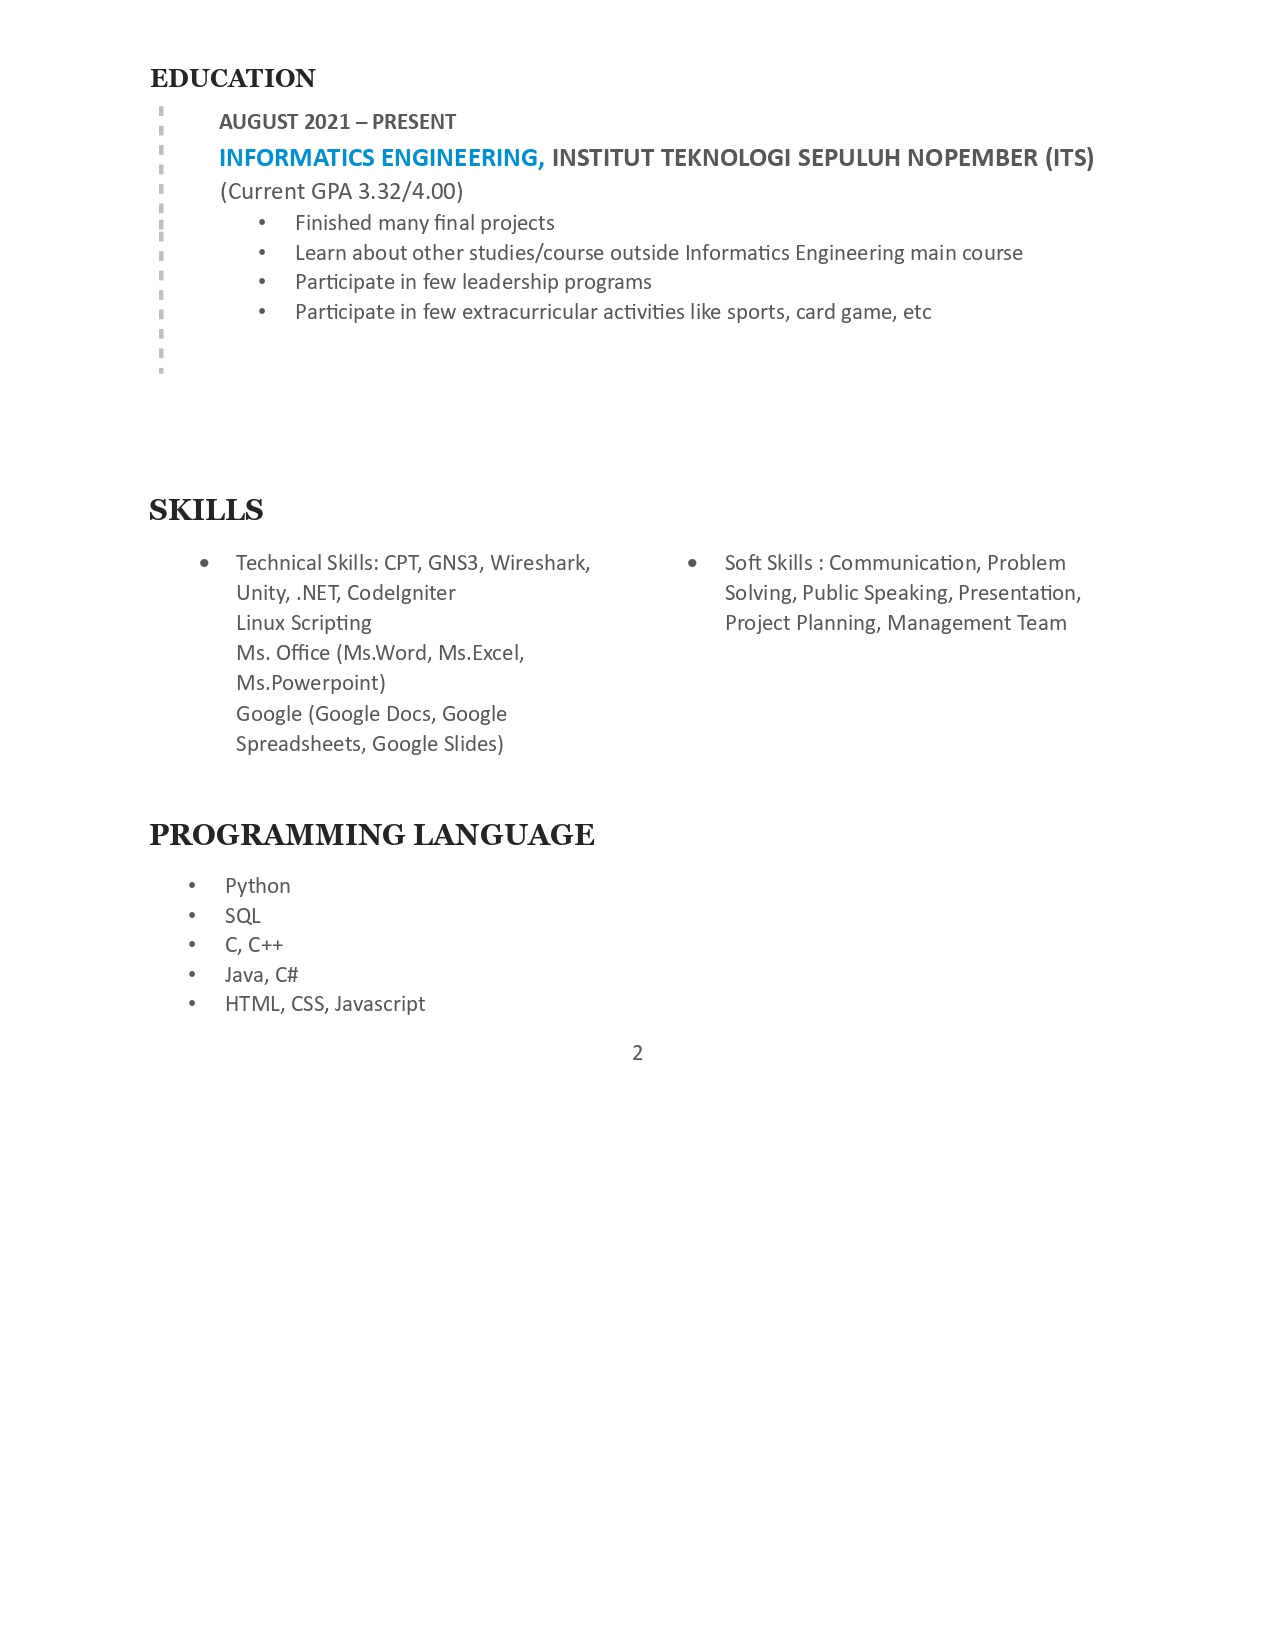 EDUCATION
AUGUST 2021 – PRESENT
INFORMATICS ENGINEERING, INSTITUT TEKNOLOGI SEPULUH NOPEMBER (ITS)
(Current GPA 3.32/4.00)
• Finished many final projects
• Learn about other studies/course outside Informatics Engineering main course
• Participate in few leadership programs
• Participate in few extracurricular activities like sports, card game, etc
SKILLS
• Technical Skills: CPT, GNS3, Wireshark,
Unity, .NET, CodeIgniter
Linux Scripting
Ms. Office (Ms.Word, Ms.Excel,
Ms.Powerpoint)
Google (Google Docs, Google
Spreadsheets, Google Slides)
• Soft Skills : Communication, Problem
Solving, Public Speaking, Presentation,
Project Planning, Management Team
PROGRAMMING LANGUAGE
• Python
• SQL
• C, C++
• Java, C#
• HTML, CSS, Javascript
2